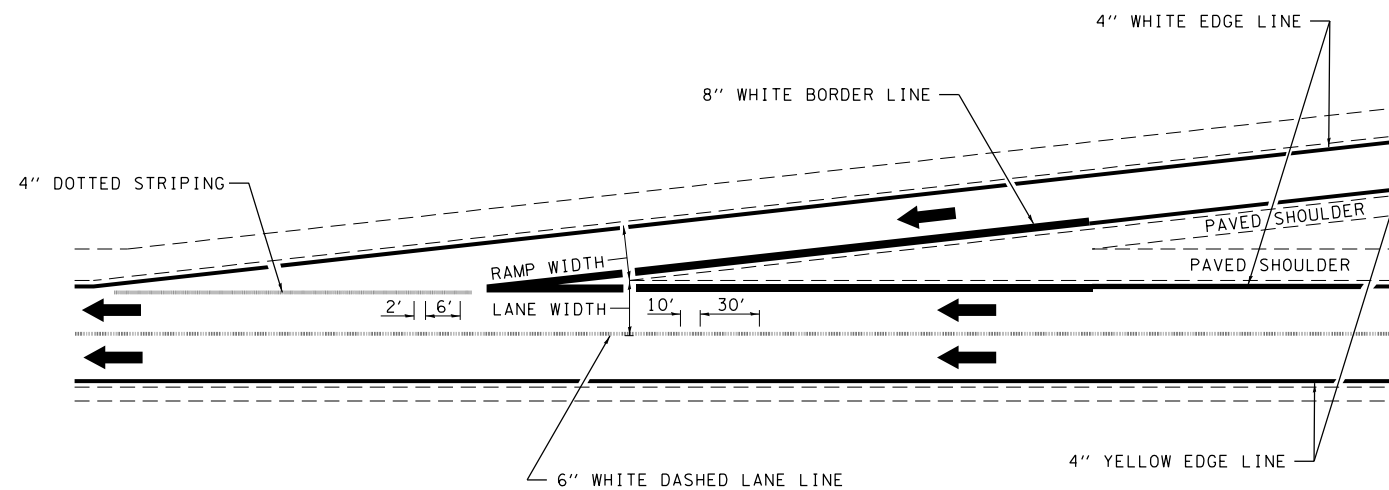 4'' WHITE EDGE LINE
8'' WHITE BORDER LINE
4'' DOTTED STRIPING
PAVED SHOULDER
PAVED SHOULDER
RAMP WIDTH
2' 6' LANE WIDTH 10' 30'
4'' YELLOW EDGE LINE
6'' WHITE DASHED LANE LINE